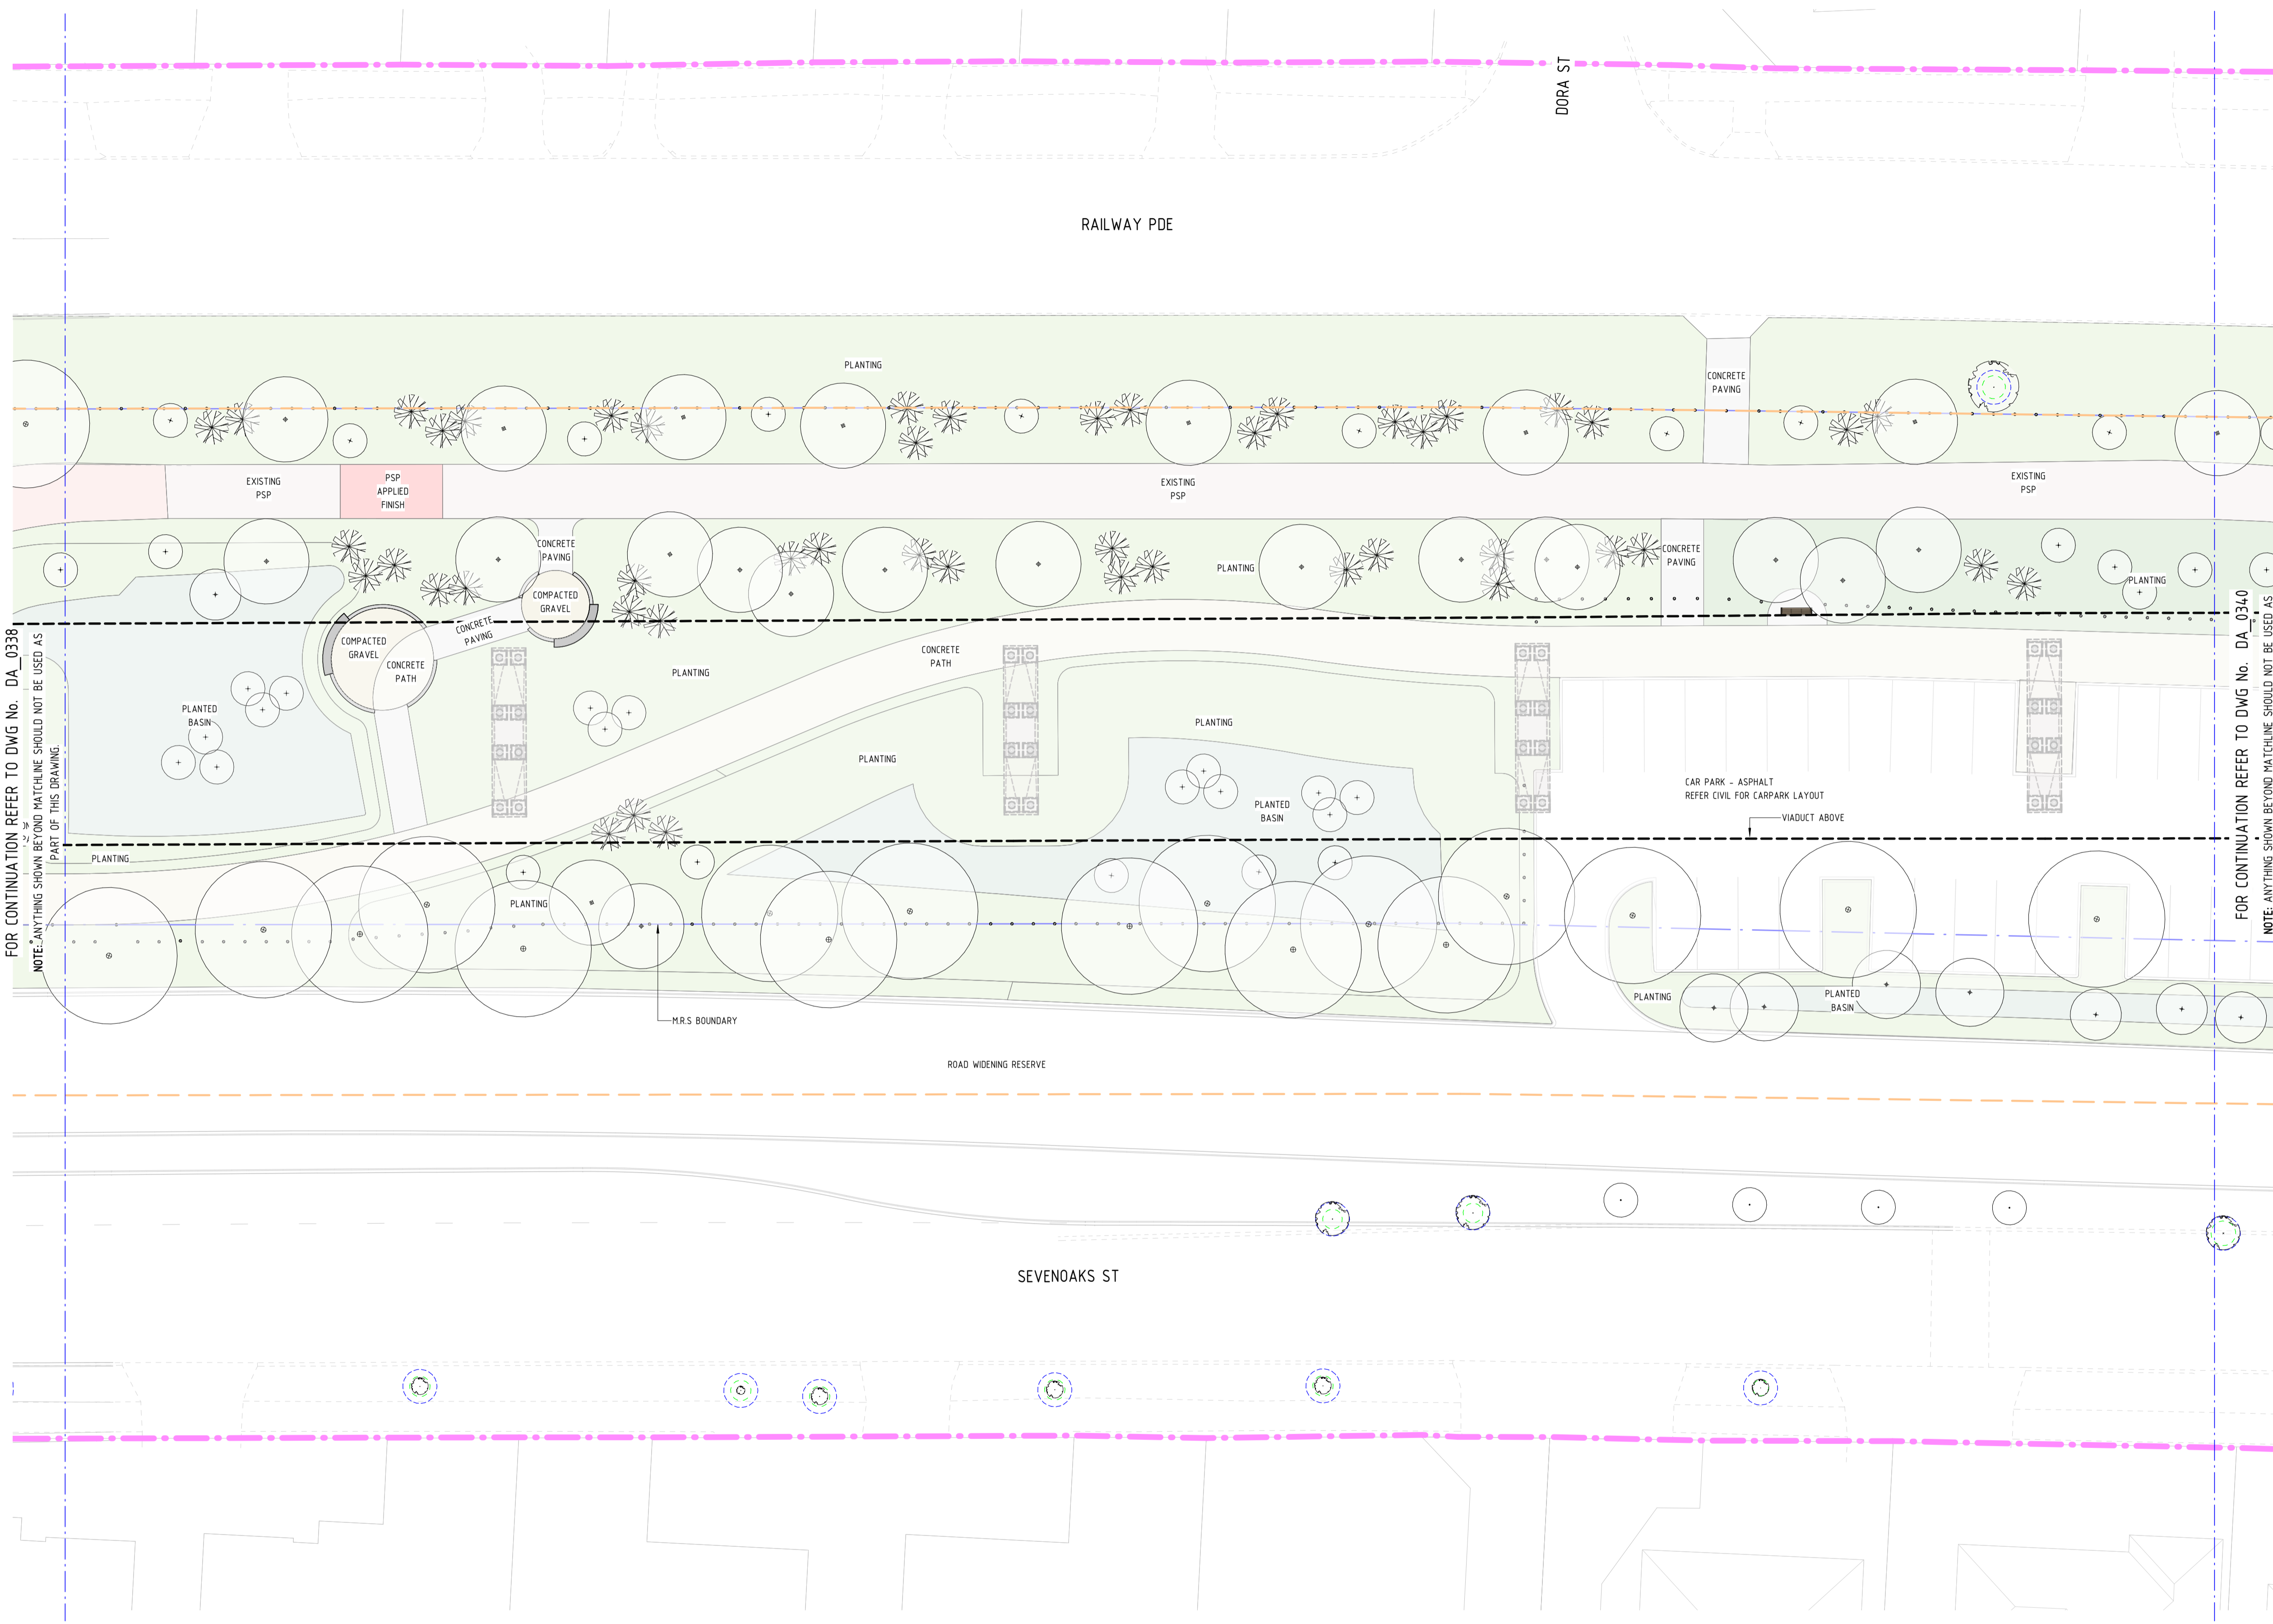 DORA ST
RAILWAY PDE
PLANTING
CONCRETE
PAVING
EXISTING
PSP
PSP
APPLIED
FINISH
EXISTING
PSP
EXISTING
PSP
CONCRETE
PAVING
CONCRETE
PAVING
PLANTING
PLANTING
COMPACTED
GRAVEL
CONCRETE
PAVING
COMPACTED
GRAVEL
CONCRETE
PATH
CONCRETE
PATH
PLANTING
PLANTED
BASIN
PLANTING
PLANTING
CAR PARK - ASPHALT
REFER CIVIL FOR CARPARK LAYOUT
PLANTED
BASIN
VIADUCT ABOVE
PLANTING
PLANTING
PLANTING
PLANTED
BASIN
M.R.S BOUNDARY
ROAD WIDENING RESERVE
SEVENOAKS ST
FOR CONTINUATION REFER TO DWG No. DA_0338
NOTE: ANYTHING SHOWN BEYOND MATCHLINE SHOULD NOT BE USED AS
PART OF THIS DRAWING.
FOR CONTINUATION REFER TO DWG No. DA_0340
NOTE: ANYTHING SHOWN BEYOND MATCHLINE SHOULD NOT BE USED AS